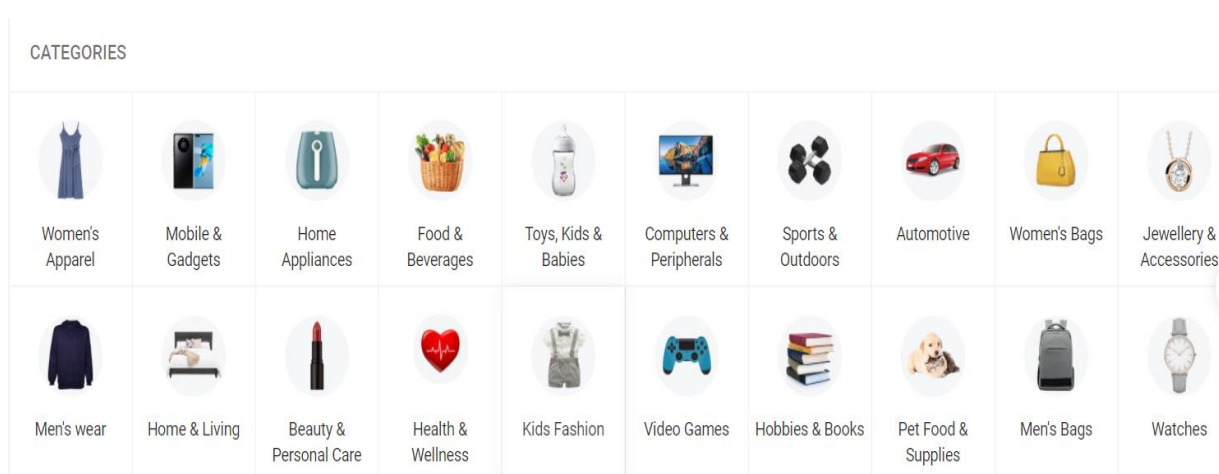 CATEGORIES
Women's
Apparel
Mobile &
Gadgets
Home
Appliances
Food &
Beverages
Toys, Kids &
Babies
Computers &
Peripherals
Sports &
Outdoors
Automotive
Women's Bags
Jewellery &
Accessories
Men's wear
Home & Living
Beauty &
Personal Care
Health &
Wellness
Kids Fashion
Video Games
Hobbies & Books
Pet Food &
Supplies
Men's Bags
Watches